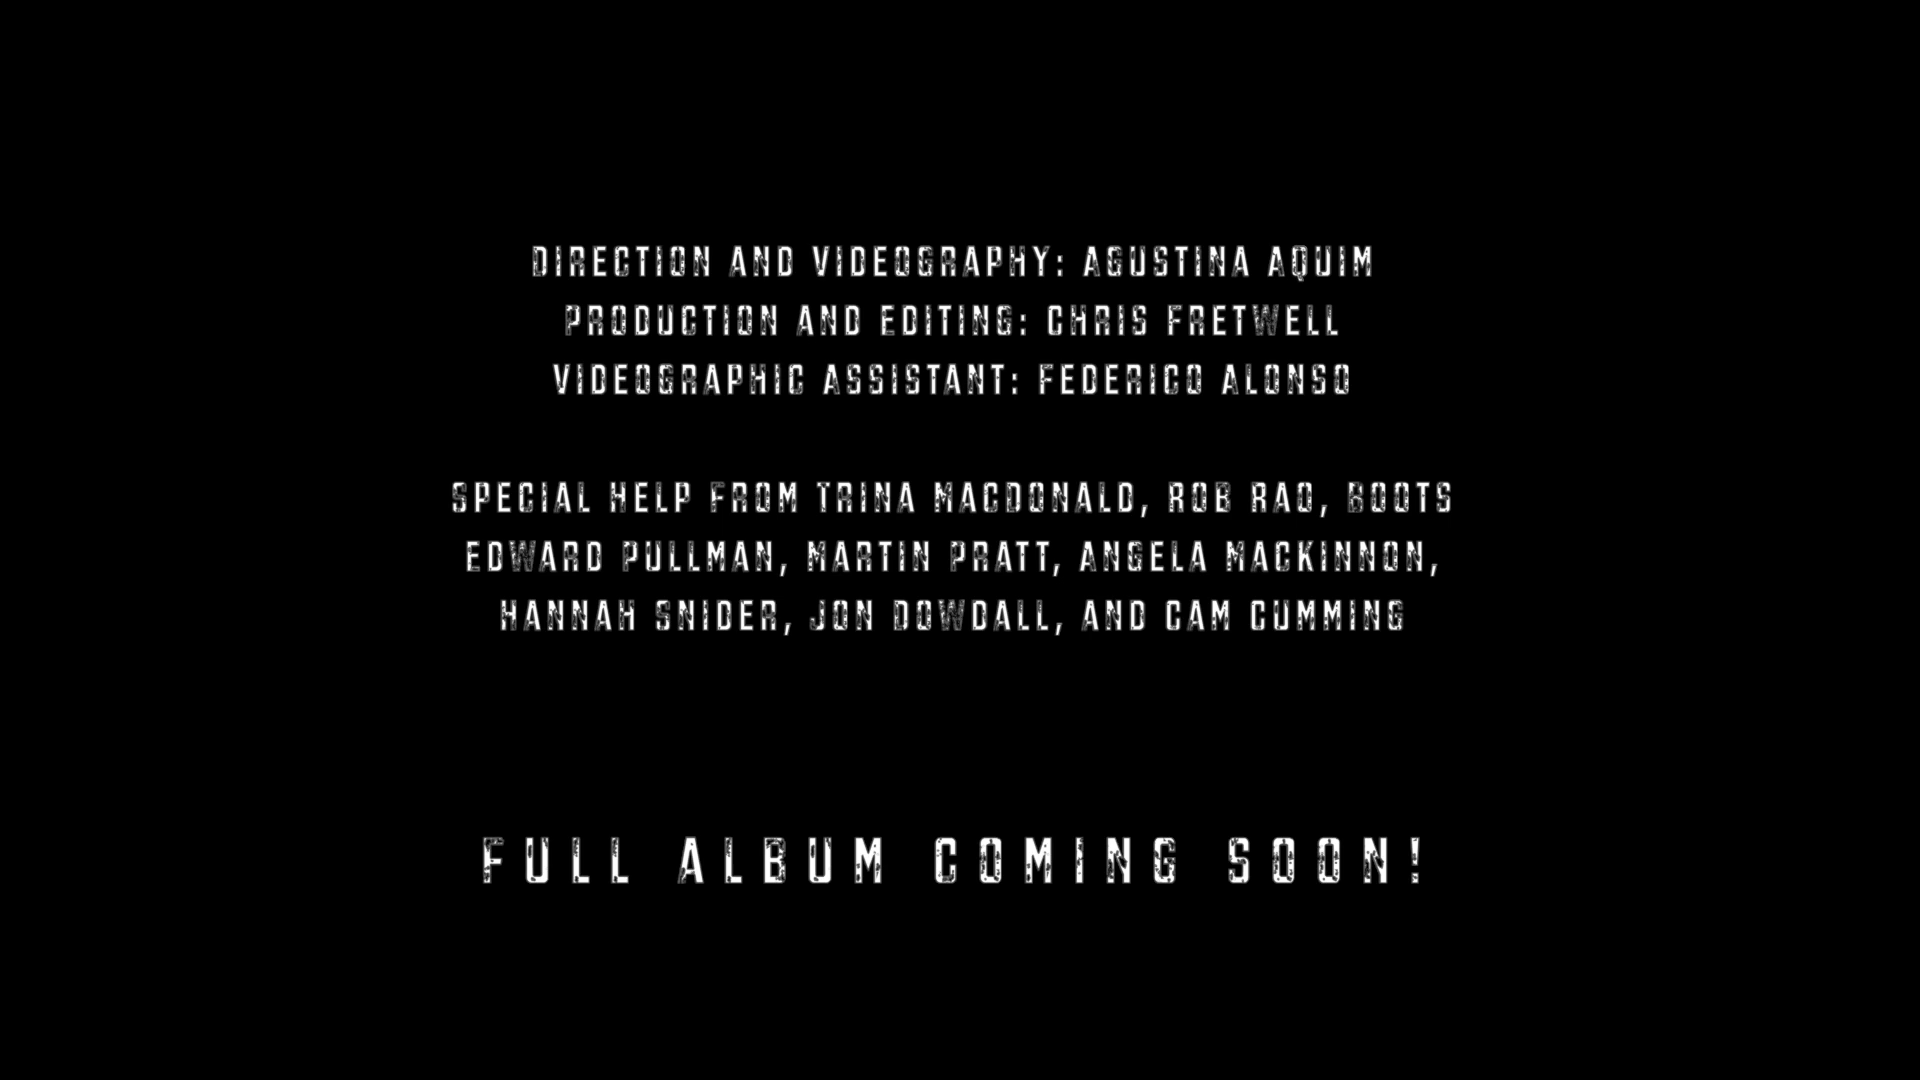 DIRECTION AND VIDEOGRAPHY: AGUSTINA AQUIM
PRODUCTION AND EDITING: CHRIS FRETWELL
VIDEOGRAPHIC ASSISTANT: FEDERICO ALONSO
SPECIAL HELP FROM TRINA MACDONALD, ROB RAO, BOOTS
EDWARD PULLMAN, MARTIN PRATT, ANGELA MACKINNON,
HANNAH SNIDER, JON DOWDALL, AND CAM CUMMING
FULL ALBUM COMING SOON!